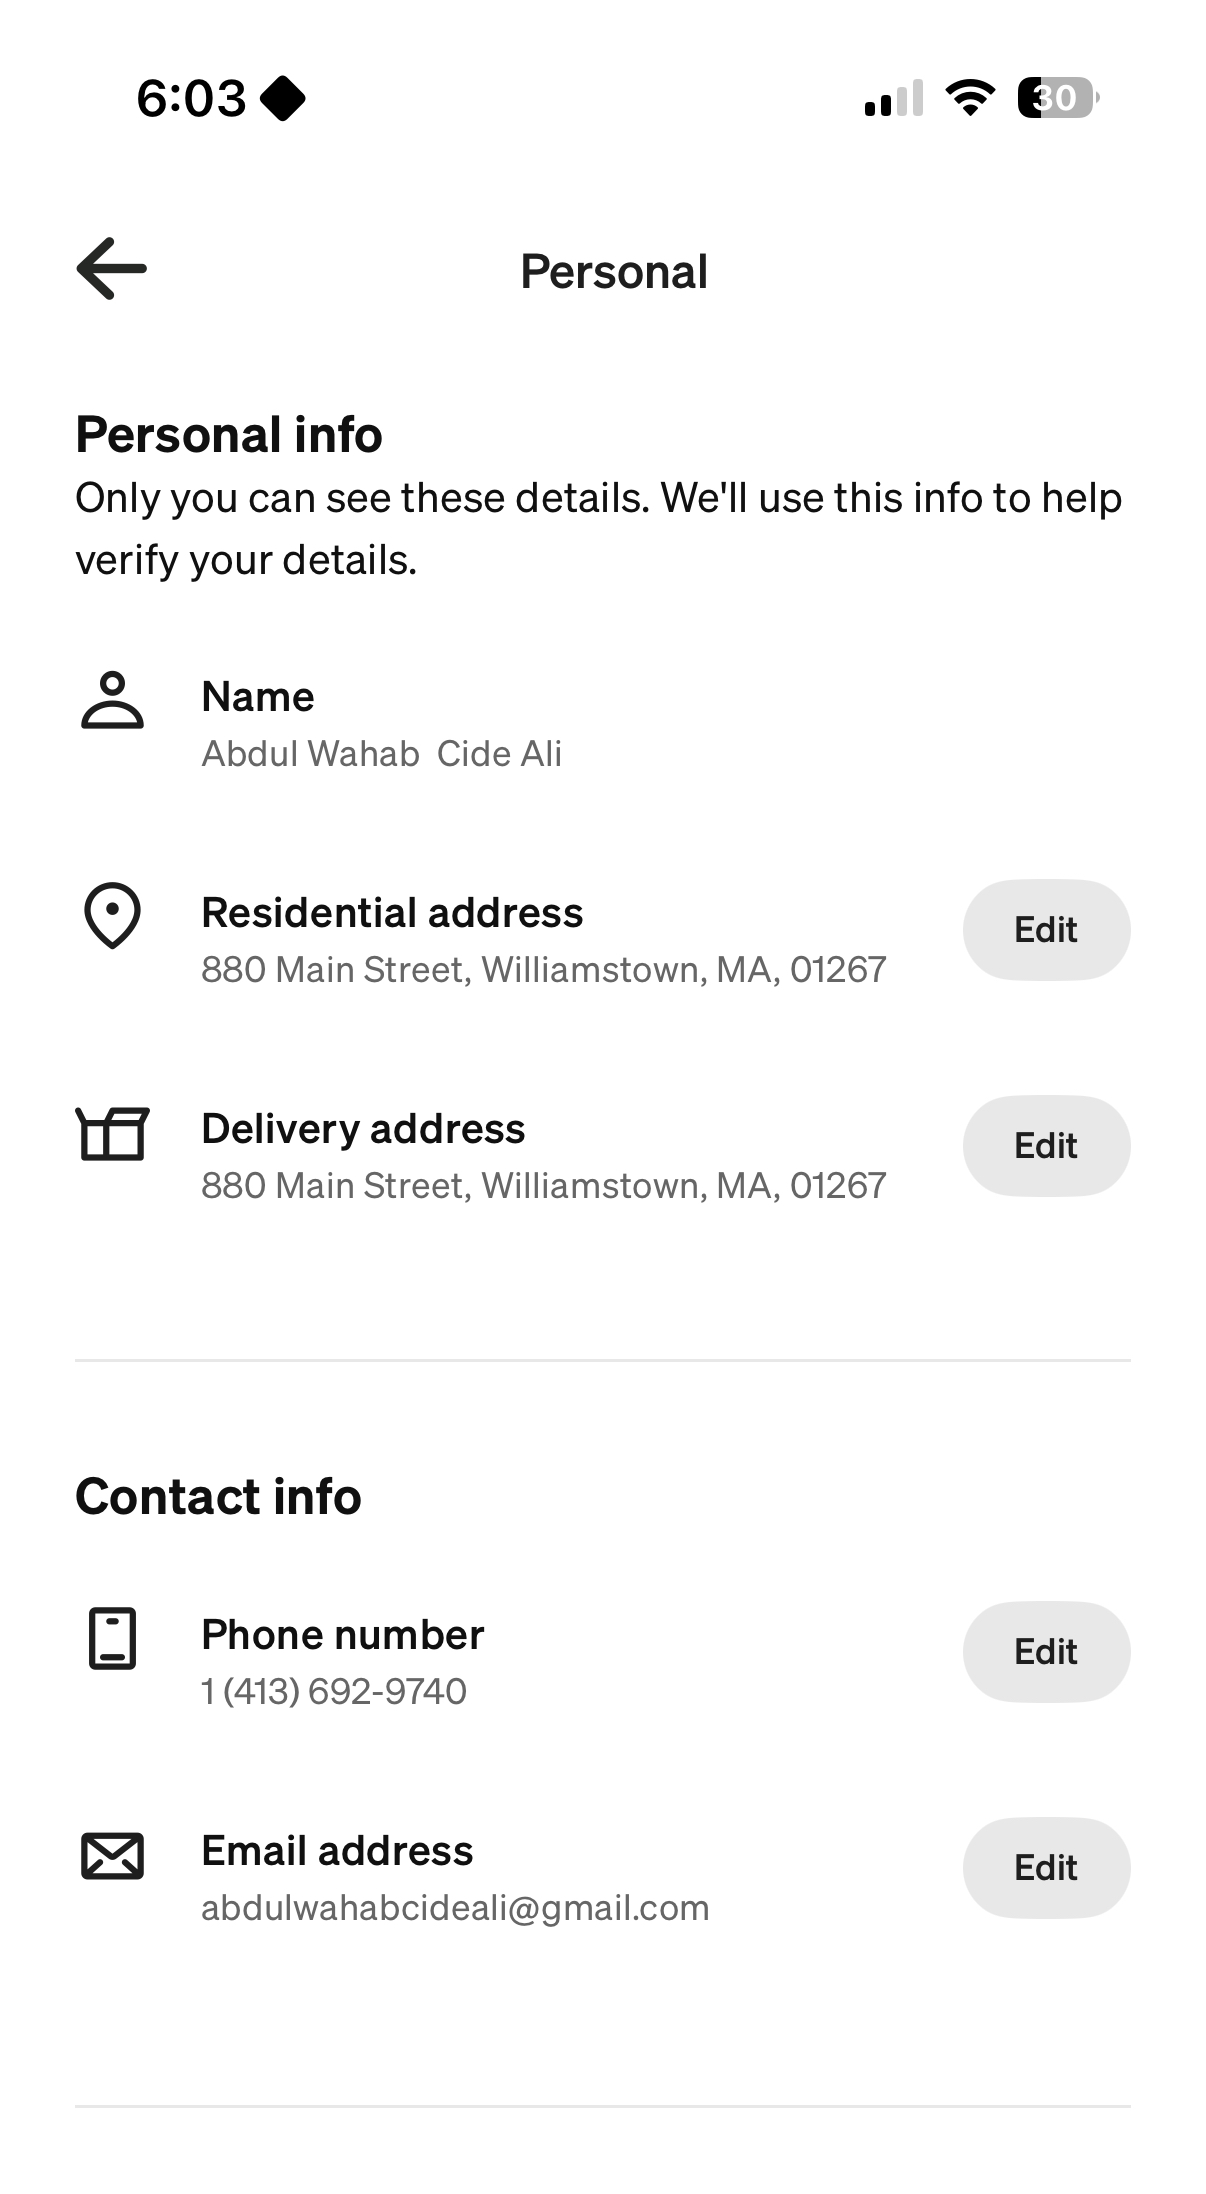 6:03
30
Personal
Personal info
Only you can see these details. We'll use this info to help
verify your details.
Name
Abdul Wahab  Cide Ali
Residential address
880 Main Street, Williamstown, MA, 01267
Edit
Delivery address
880 Main Street, Williamstown, MA, 01267
Edit
Contact info
Phone number
1 (413) 692-9740
Edit
Email address
abdulwahabcideali@gmail.com
Edit